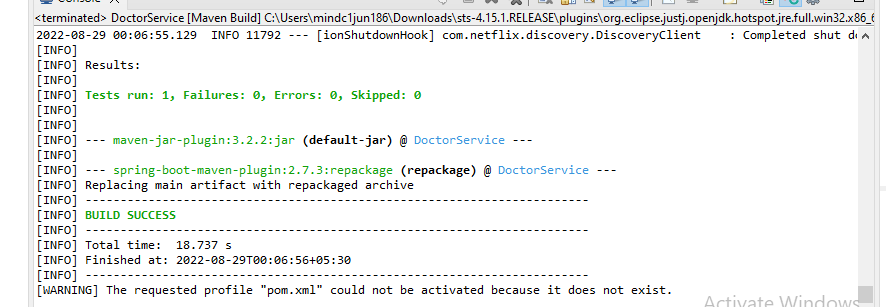 Console
<terminated> DoctorService [Maven Build] C:\Users\mindc1jun186\Downloads\sts-4.15.1.RELEASE\plugins\org.eclipse.justj.openjdk.hotspot.jre.full.win32.x86_6
2022-08-29 00:06:55.129  INFO 11792 --- [ionShutdownHook] com.netflix.discovery.DiscoveryClient    : Completed shut d
[INFO]
[INFO] Results:
[INFO]
[INFO] Tests run: 1, Failures: 0, Errors: 0, Skipped: 0
[INFO]
[INFO]
[INFO] --- maven-jar-plugin:3.2.2:jar (default-jar) @ DoctorService ---
[INFO]
[INFO] --- spring-boot-maven-plugin:2.7.3:repackage (repackage) @ DoctorService ---
[INFO] Replacing main artifact with repackaged archive
[INFO] ------------------------------------------------------------------------
[INFO] BUILD SUCCESS
[INFO] ------------------------------------------------------------------------
[INFO] Total time:  18.737 s
[INFO] Finished at: 2022-08-29T00:06:56+05:30
[INFO] ------------------------------------------------------------------------
[WARNING] The requested profile "pom.xml" could not be activated because it does not exist.
Activate Windows